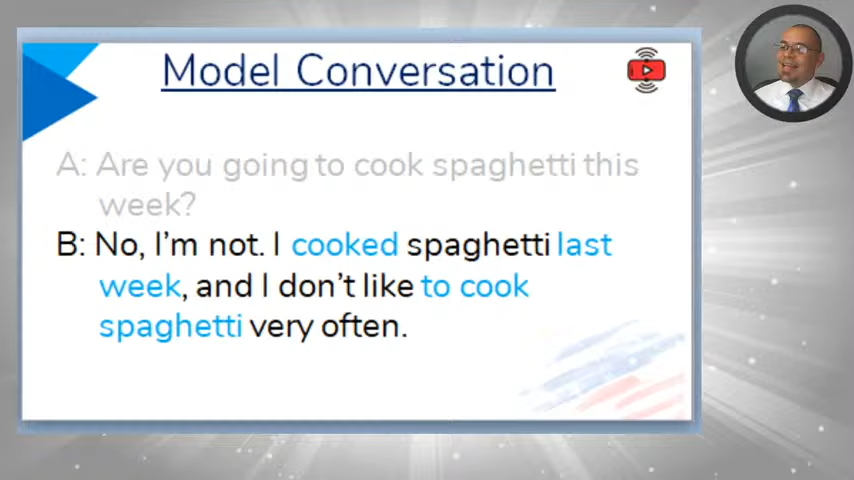 Model Conversation
A: Are you going to cook spaghetti this
week?
B: No, I'm not. I cooked spaghetti last
week, and I don't like to cook
spaghetti very often.